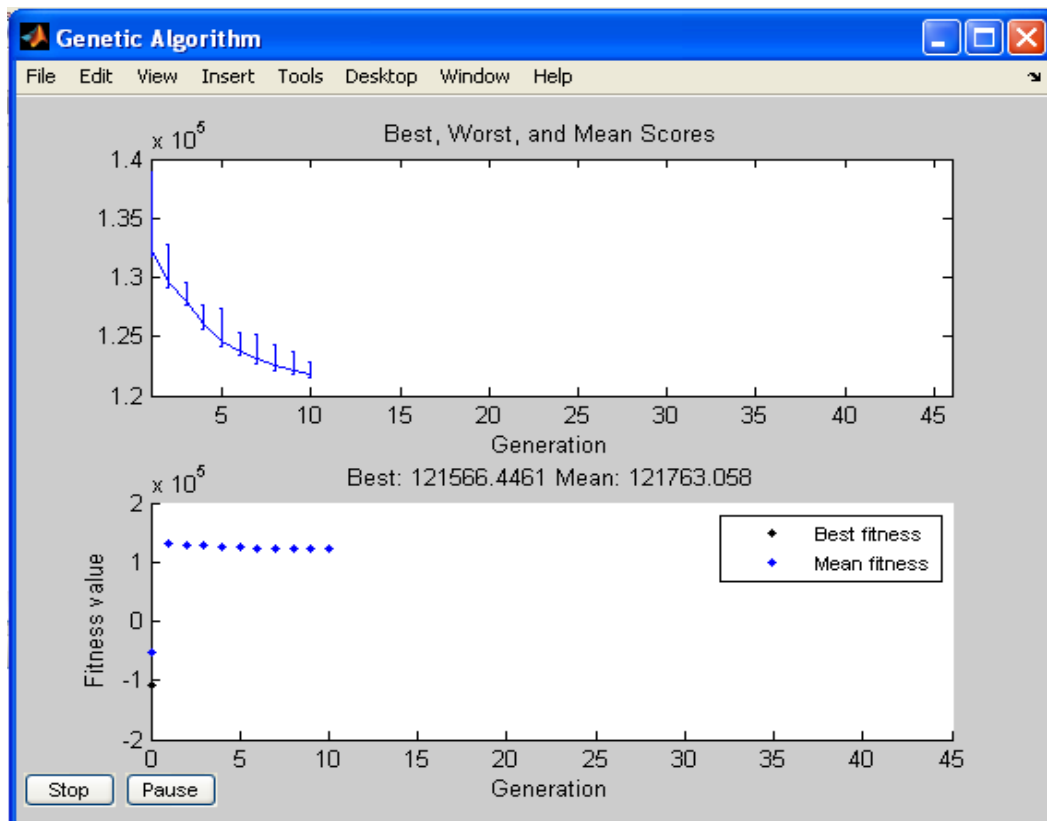 Genetic Algorithm
File Edit View Insert Tools Desktop Window Help
x 10^5
Best, Worst, and Mean Scores
1.4
1.35
1.3
1.25
1.2
5 10 15 20 25 30 35 40 45
Generation
x 10^5
Best: 121566.4461 Mean: 121763.058
2
1
0
-1
-2
Fitness value
Best fitness
Mean fitness
0 5 10 15 20 25 30 35 40 45
Generation
Stop Pause